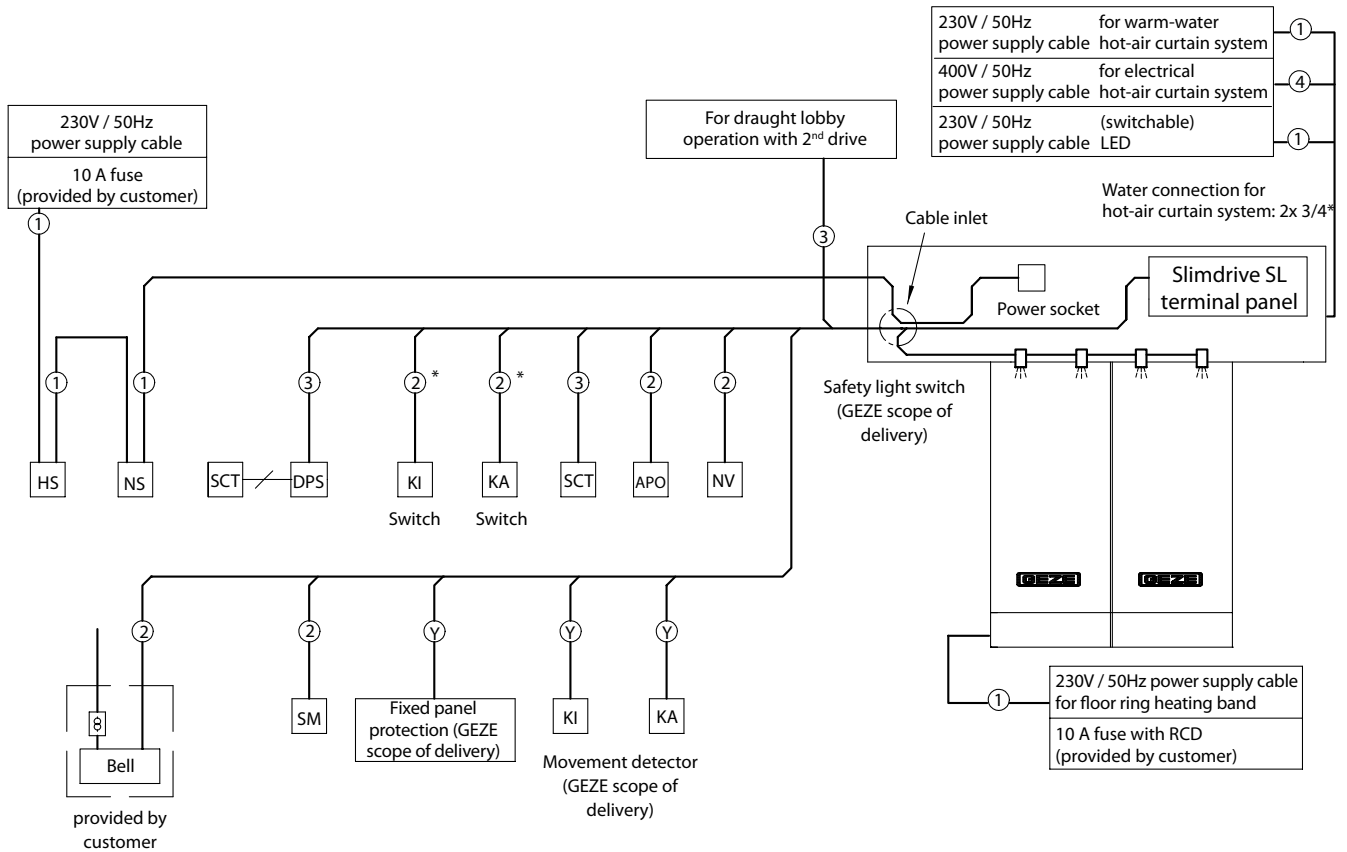 230V / 50Hz for warm-water
power supply cable hot-air curtain system
1
400V / 50Hz for electrical
power supply cable hot-air curtain system
4
230V / 50Hz (switchable)
power supply cable LED
1
230V / 50Hz
power supply cable
10 A fuse
(provided by customer)
1
For draught lobby
operation with 2nd drive
3
Water connection for
hot-air curtain system: 2x 3/4*
Cable inlet
Slimdrive SL
terminal panel
Power socket
1
1
3
2 *
2 *
3
2
2
Safety light switch
(GEZE scope of
delivery)
HS
NS
SCT
DPS
KI
KA
SCT
APO
NV
Switch
Switch
GEZE
GEZE
2
2
Y
Y
Y
SM
Fixed panel
protection (GEZE
scope of delivery)
KI
KA
Movement detector
(GEZE scope of
delivery)
Bell
provided by
customer
1
230V / 50Hz power supply cable
for floor ring heating band
10 A fuse with RCD
(provided by customer)